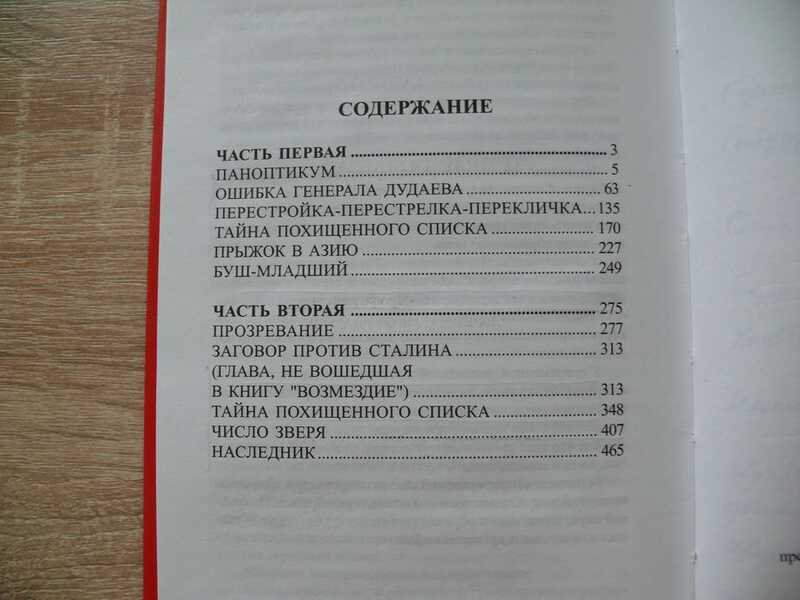 СОДЕРЖАНИЕ
ЧАСТЬ ПЕРВАЯ ........................................ 3
ПАНОПТИКУМ ........................................ 5
ОШИБКА ГЕНЕРАЛА ДУДАЕВА ........................ 63
ПЕРЕСТРОЙКА-ПЕРЕСТРЕЛКА-ПЕРЕКЛИЧКА... 135
ТАЙНА ПОХИЩЕННОГО СПИСКА .................... 170
ПРЫЖОК В АЗИЮ ........................................ 227
БУШ-МЛАДШИЙ ........................................ 249
ЧАСТЬ ВТОРАЯ ........................................ 275
ПРОЗРЕВАНИЕ ........................................ 277
ЗАГОВОР ПРОТИВ СТАЛИНА ........................ 313
(ГЛАВА, НЕ ВОШЕДШАЯ
В КНИГУ "ВОЗМЕЗДИЕ") ............................ 313
ТАЙНА ПОХИЩЕННОГО СПИСКА .................... 348
ЧИСЛО ЗВЕРЯ ........................................ 407
НАСЛЕДНИК ........................................ 465